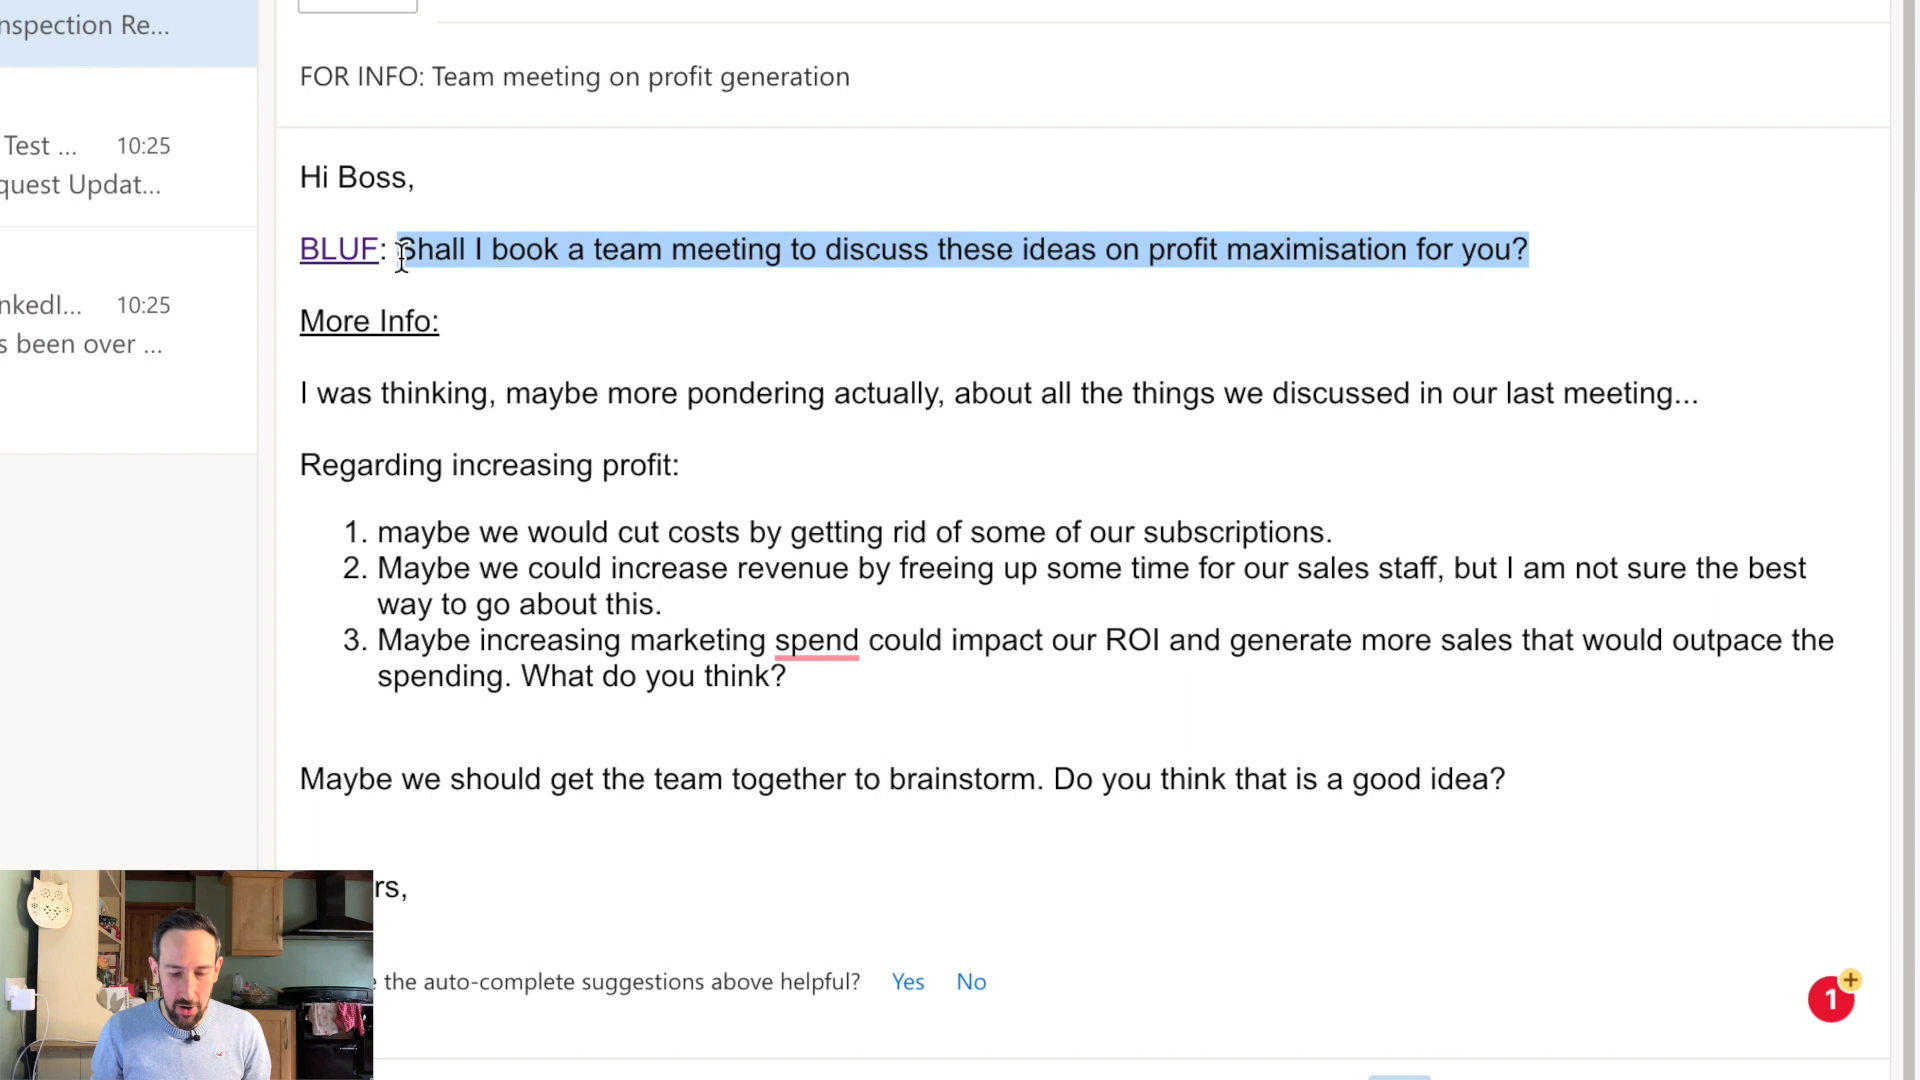 nspection Re...
FOR INFO: Team meeting on profit generation
Test ... 10:25
quest Updat...
nkedI... 10:25
s been over ...
Hi Boss,
BLUF: Shall I book a team meeting to discuss these ideas on profit maximisation for you?
More Info:
I was thinking, maybe more pondering actually, about all the things we discussed in our last meeting...
Regarding increasing profit:
1. maybe we would cut costs by getting rid of some of our subscriptions.
2. Maybe we could increase revenue by freeing up some time for our sales staff, but I am not sure the best
way to go about this.
3. Maybe increasing marketing spend could impact our ROI and generate more sales that would outpace the
spending. What do you think?
Maybe we should get the team together to brainstorm. Do you think that is a good idea?
rs,
the auto-complete suggestions above helpful? Yes No
1